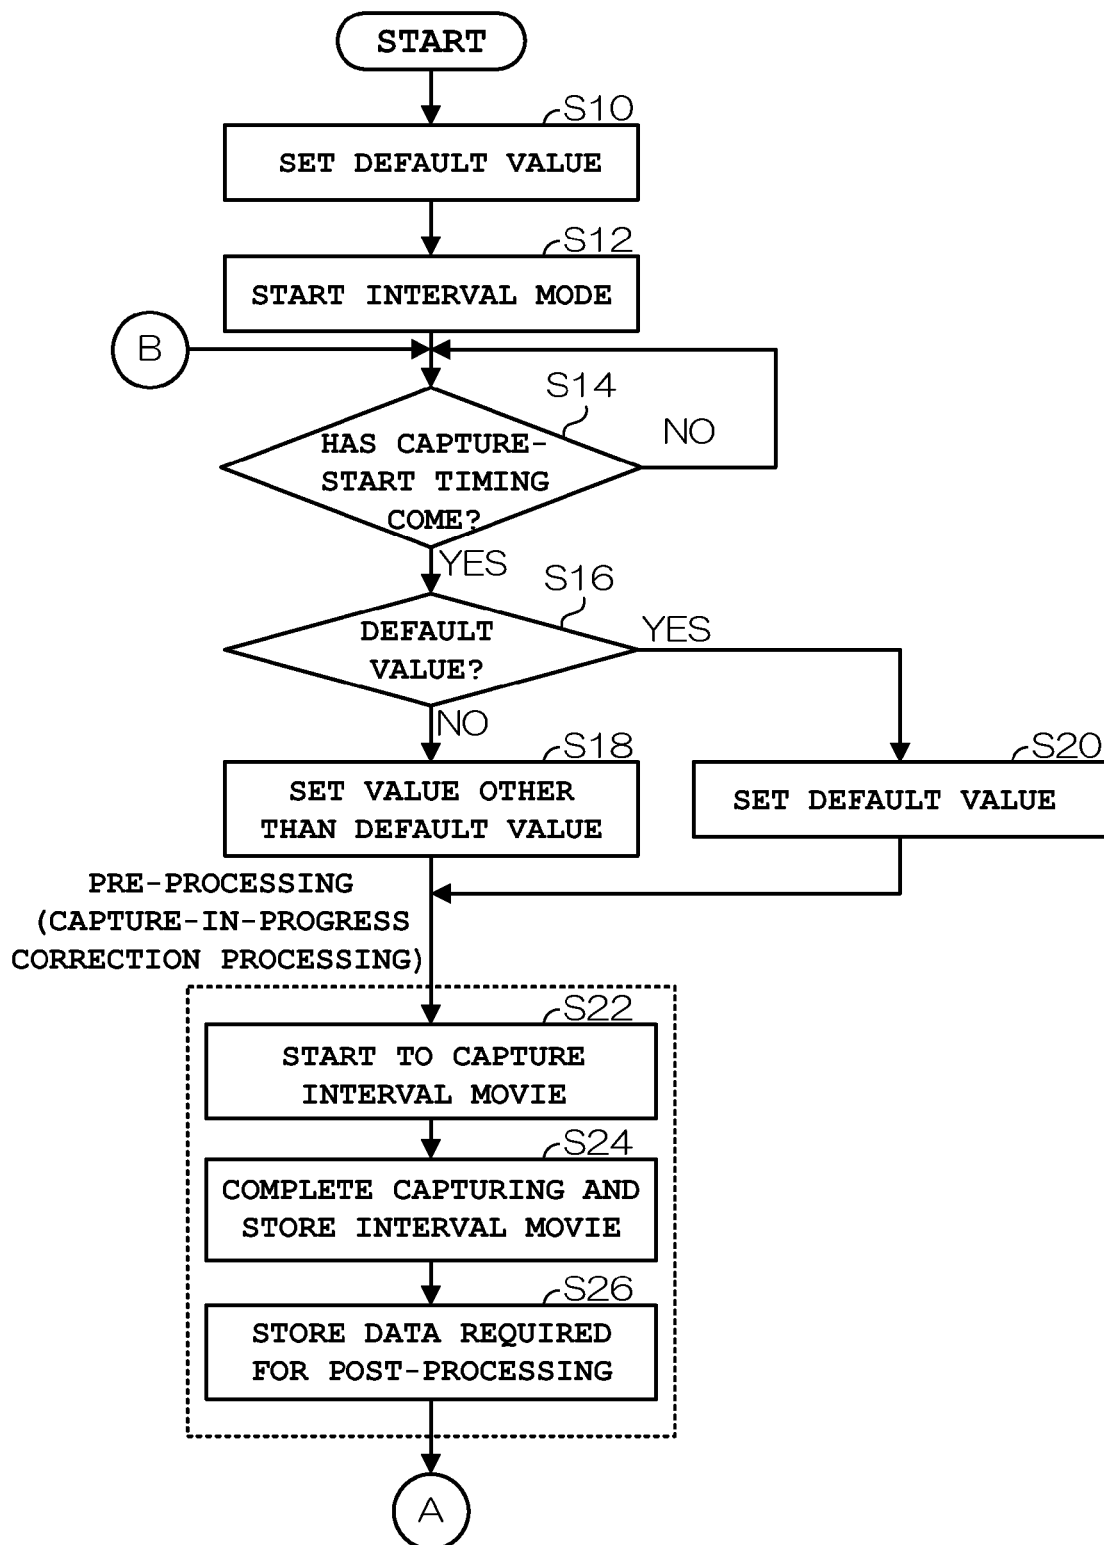 START
S10
SET DEFAULT VALUE
S12
START INTERVAL MODE
B
S14
HAS CAPTURE-
START TIMING
COME?
NO
YES
S16
DEFAULT
VALUE?
YES
NO
S18
SET VALUE OTHER
THAN DEFAULT VALUE
S20
SET DEFAULT VALUE
PRE-PROCESSING
(CAPTURE-IN-PROGRESS
CORRECTION PROCESSING)
S22
START TO CAPTURE
INTERVAL MOVIE
S24
COMPLETE CAPTURING AND
STORE INTERVAL MOVIE
S26
STORE DATA REQUIRED
FOR POST-PROCESSING
A